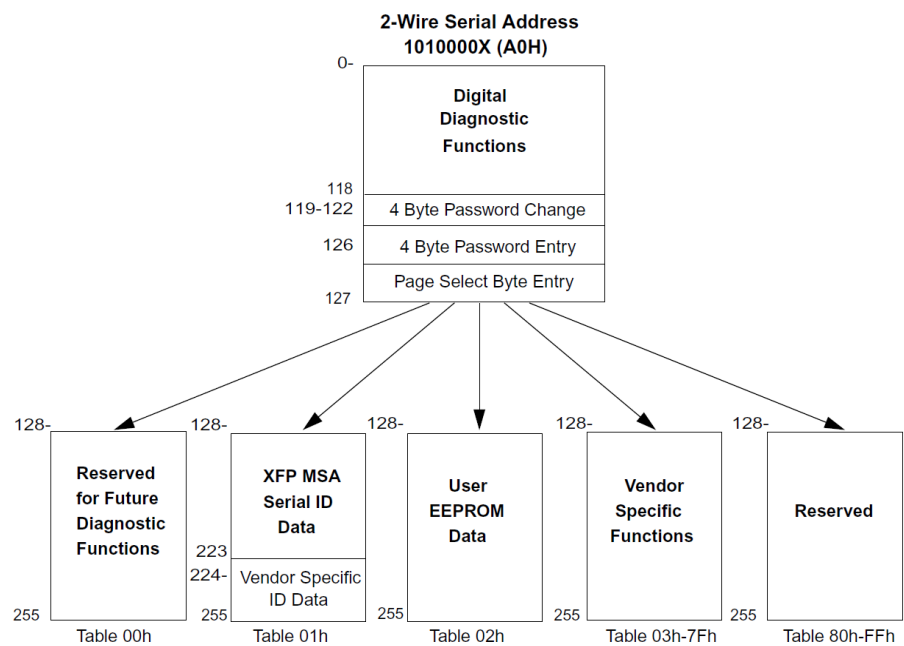 2-Wire Serial Address
1010000X (A0H)
0-
Digital
Diagnostic
Functions
118
119-122
4 Byte Password Change
126
4 Byte Password Entry
Page Select Byte Entry
127
128-
128-
128-
128-
128-
Reserved
for Future
Diagnostic
Functions
XFP MSA
Serial ID
Data
User
EEPROM
Data
Vendor
Specific
Functions
Reserved
223
224-
Vendor Specific
ID Data
255
255
255
255
255
Table 00h
Table 01h
Table 02h
Table 03h-7Fh
Table 80h-FFh